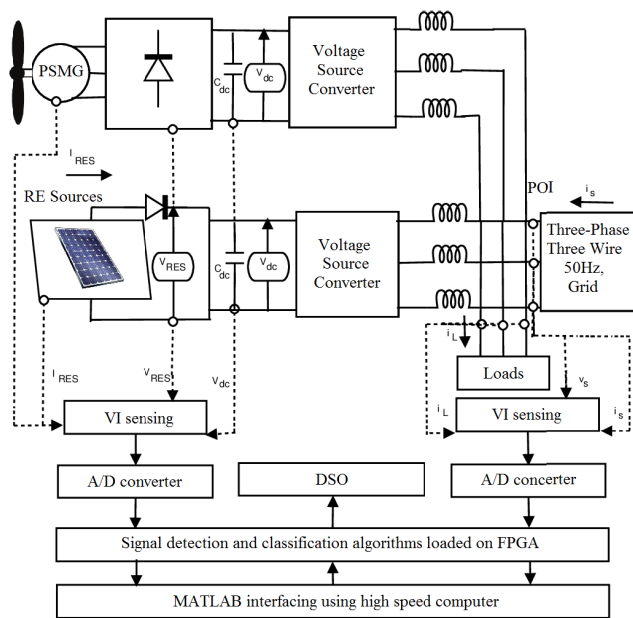 PSMG
C dc
V dc
Voltage
Source
Converter
I RES
RE Sources
POI
i s
V RES
C dc
V dc
Voltage
Source
Converter
Three-Phase
Three Wire
50Hz,
Grid
i L
I RES
V RES
V dc
Loads
v s
i L
i s
VI sensing
VI sensing
A/D converter
DSO
A/D concerter
Signal detection and classification algorithms loaded on FPGA
MATLAB interfacing using high speed computer